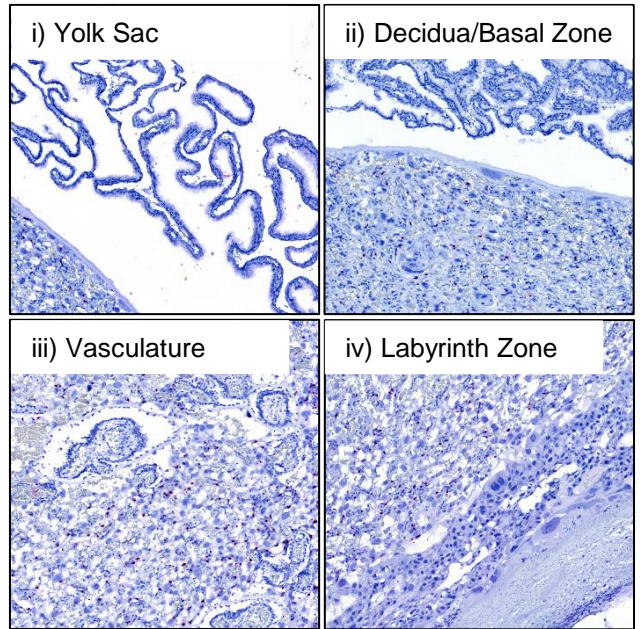 i) Yolk Sac
ii) Decidua/Basal Zone
iii) Vasculature
iv) Labyrinth Zone